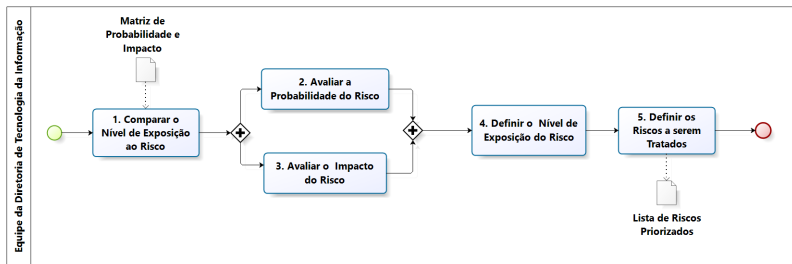 Equipe da Diretoria de Tecnologia da Informação
Matriz de
Probabilidade e
Impacto
1. Comparar o
Nível de Exposição
ao Risco
2. Avaliar a
Probabilidade do Risco
3. Avaliar o Impacto
do Risco
4. Definir o Nível de
Exposição do Risco
5. Definir os
Riscos a serem
Tratados
Lista de Riscos
Priorizados